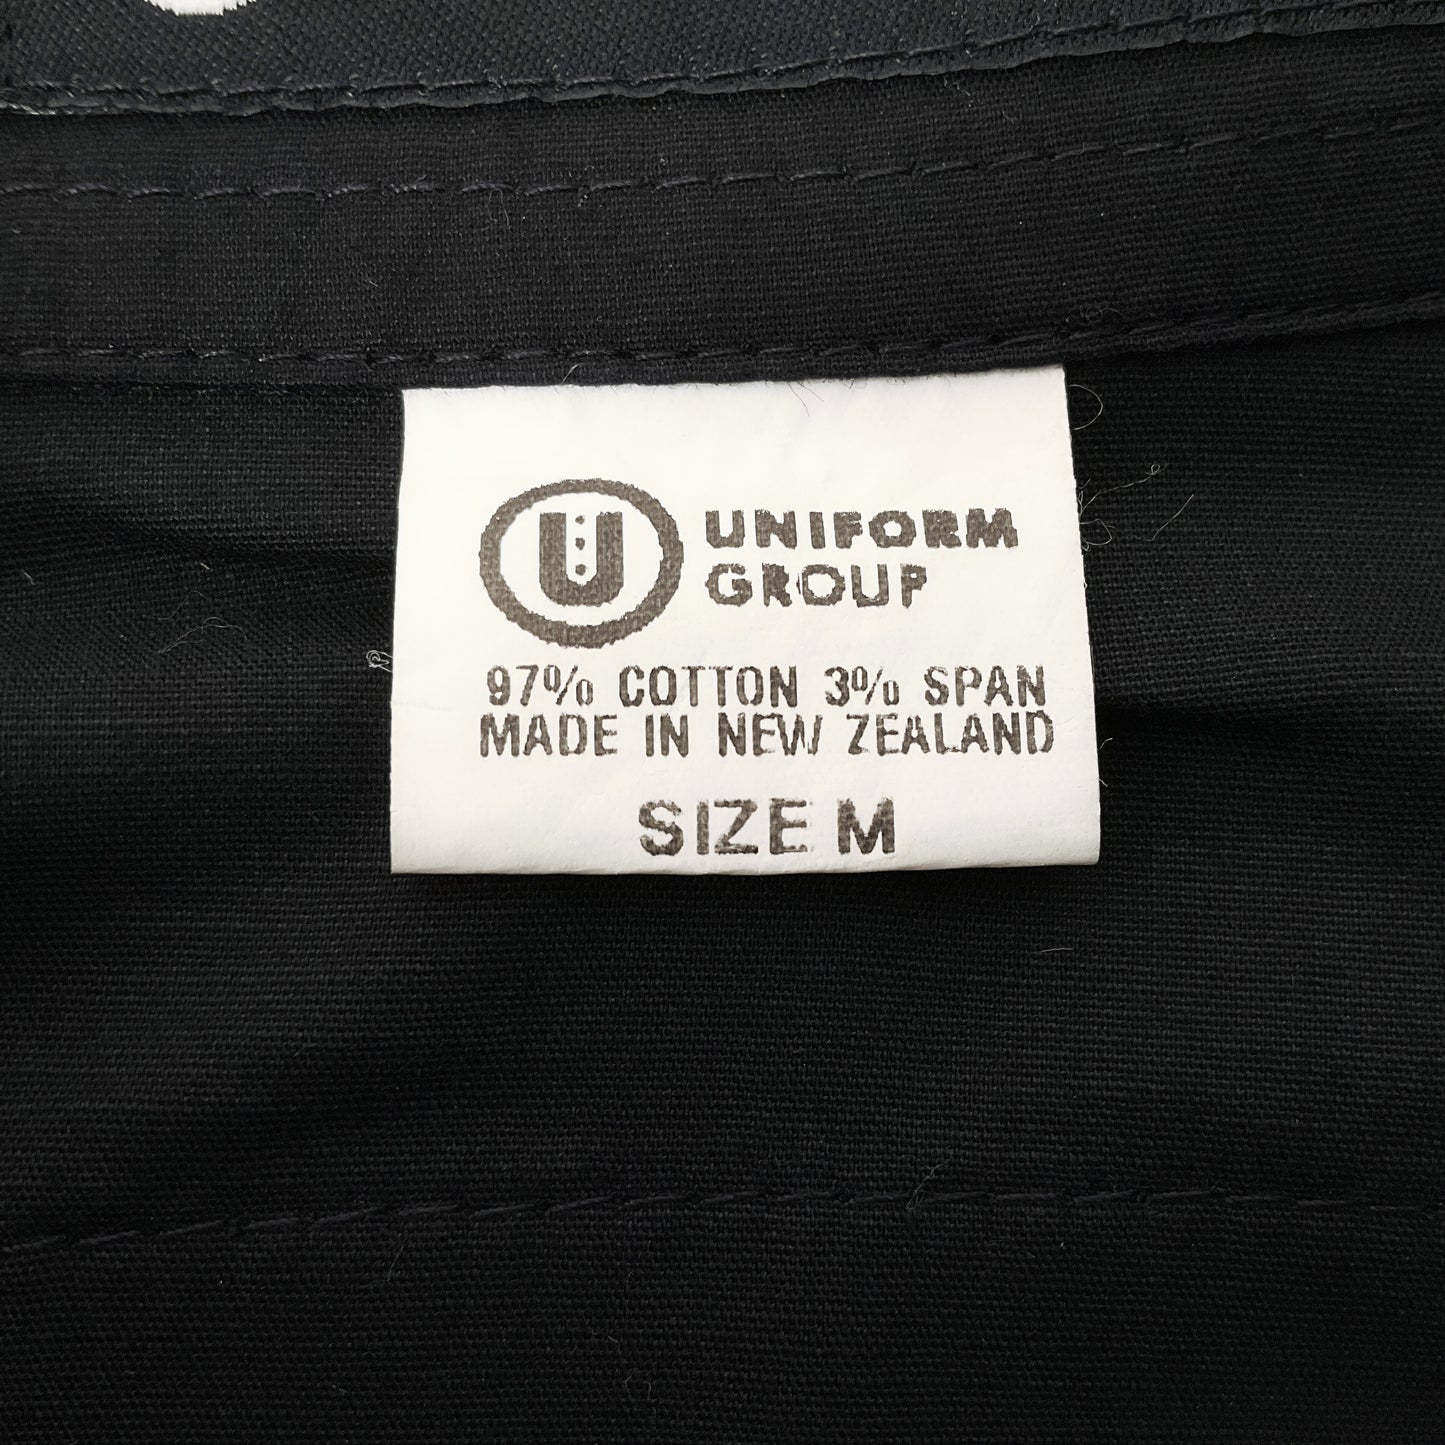 U
UNIFORM
GROUP
97% COTTON 3% SPAN
MADE IN NEW ZEALAND
SIZE M